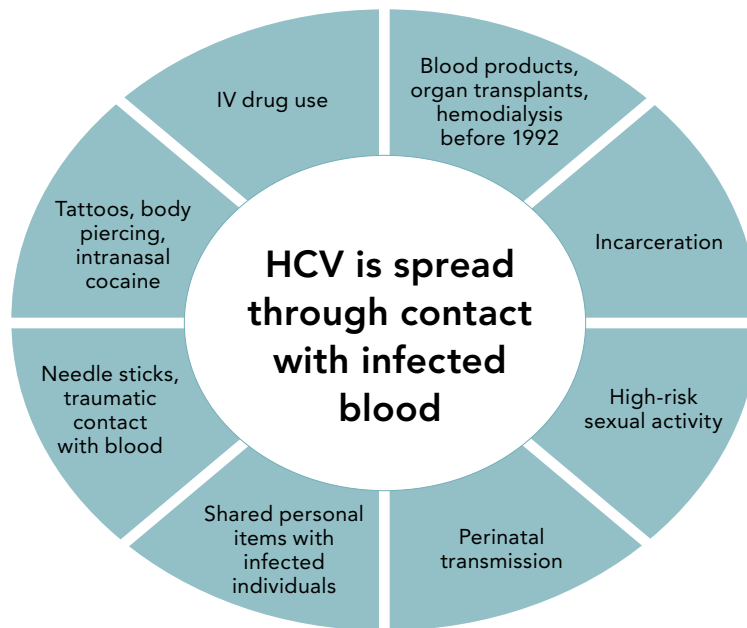 IV drug use
Blood products,
organ transplants,
hemodialysis
before 1992
Tattoos, body
piercing,
intranasal
cocaine
Incarceration
HCV is spread
through contact
with infected
blood
Needle sticks,
traumatic
contact
with blood
High-risk
sexual activity
Shared personal
items with
infected
individuals
Perinatal
transmission